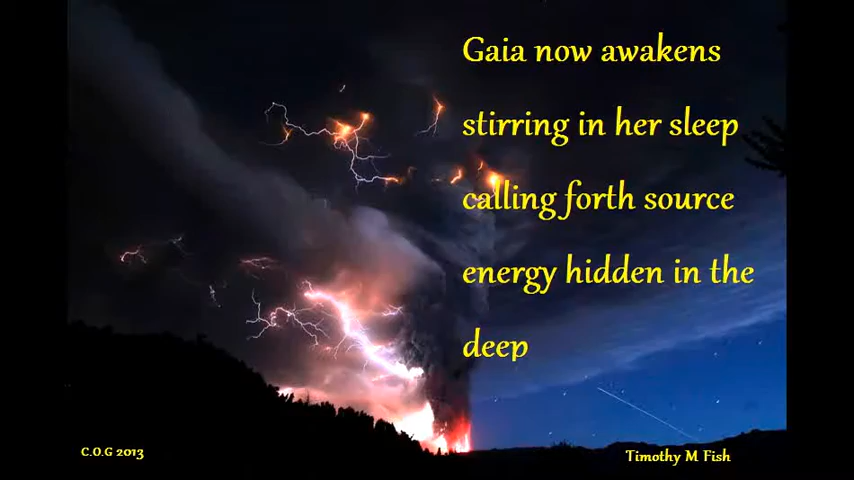 Gaia now awakens
stirring in her sleep
calling forth source
energy hidden in the
deep
C.O.G 2013
Timothy M Fish